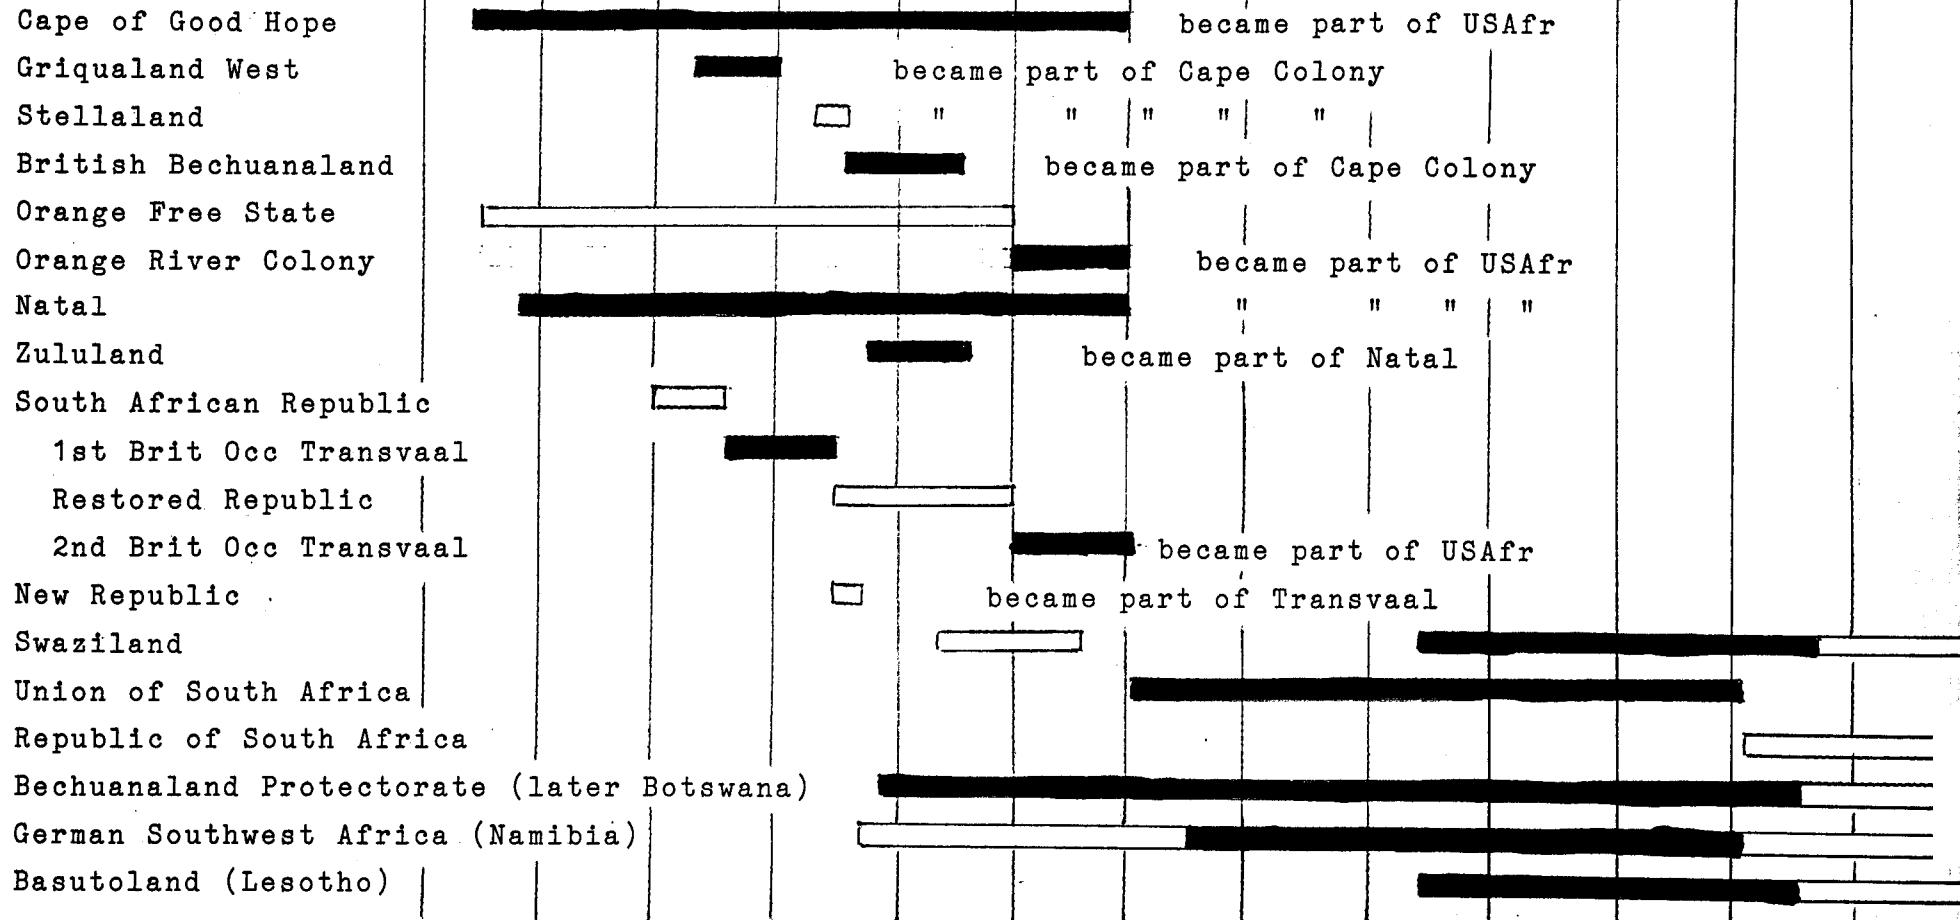 Cape of Good Hope became part of USAfr
Griqualand West became part of Cape Colony
Stellaland " " " " "
British Bechuanaland became part of Cape Colony
Orange Free State
Orange River Colony became part of USAfr
Natal " " " "
Zululand became part of Natal
South African Republic
1st Brit Occ Transvaal
Restored Republic
2nd Brit Occ Transvaal became part of USAfr
New Republic became part of Transvaal
Swaziland
Union of South Africa
Republic of South Africa
Bechuanaland Protectorate (later Botswana)
German Southwest Africa (Namibia)
Basutoland (Lesotho)